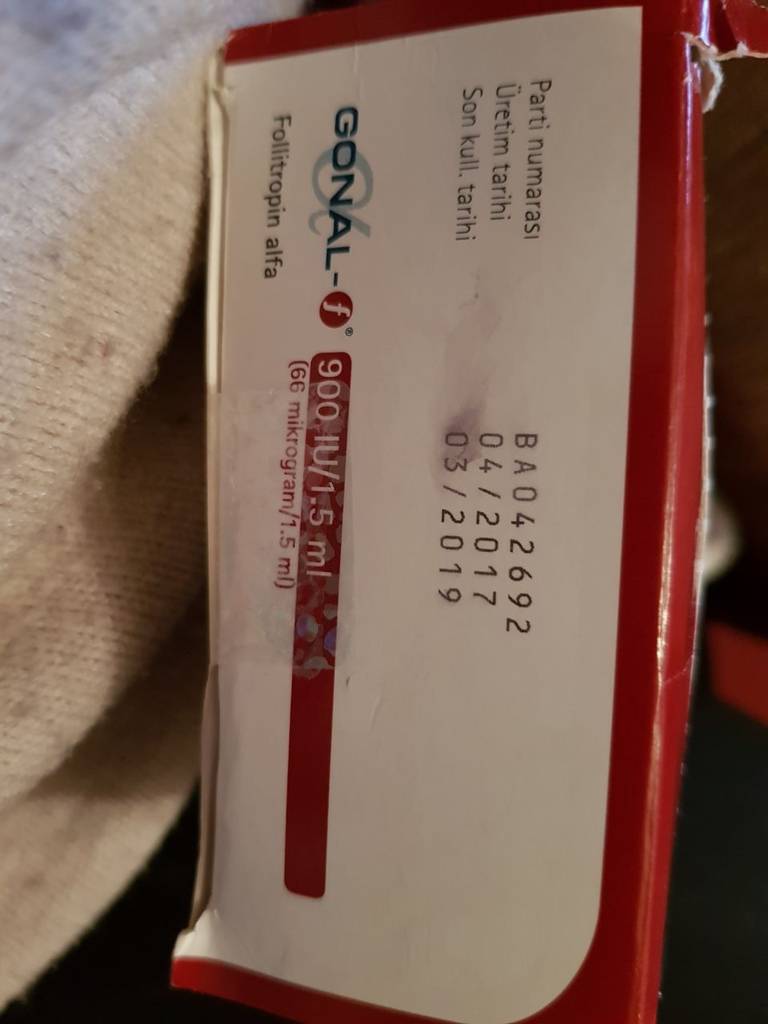 Parti numarası BA042692
Üretim tarihi 04/2017
Son kull. tarihi 03/2019
GONAL-f® 900 IU/1.5 ml
Follitropin alfa (66 mikrogram/1.5 ml)